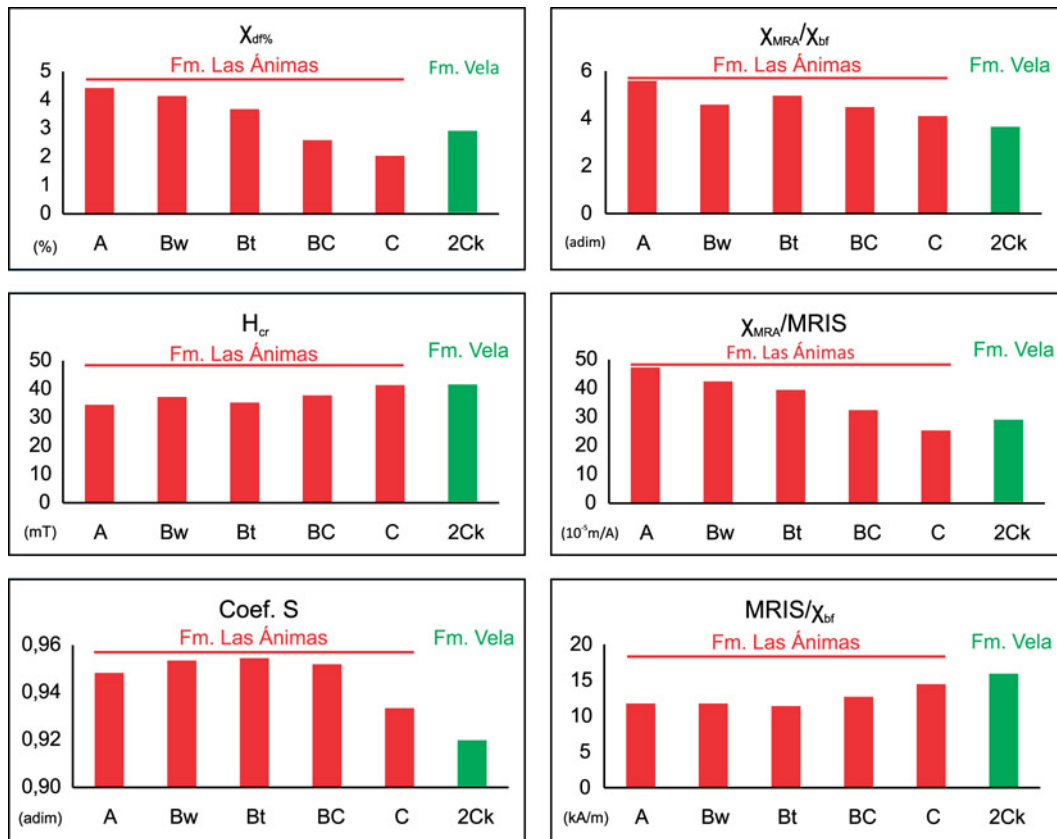 χdf%
Fm. Las Ánimas
Fm. Vela
5
4
3
2
1
0
(%)
A Bw Bt BC C 2Ck
χMRA/χbf
Fm. Las Ánimas
Fm. Vela
6
4
2
0
(adim)
A Bw Bt BC C 2Ck
Hcr
Fm. Las Ánimas
Fm. Vela
50
40
30
20
10
0
(mT)
A Bw Bt BC C 2Ck
χMRA/MRIS
Fm. Las Ánimas
Fm. Vela
50
40
30
20
10
0
(10⁻⁵m/A)
A Bw Bt BC C 2Ck
Coef. S
Fm. Las Ánimas
Fm. Vela
0,96
0,94
0,92
0,90
(adim)
A Bw Bt BC C 2Ck
MRIS/χbf
Fm. Las Ánimas
Fm. Vela
20
15
10
5
0
(kA/m)
A Bw Bt BC C 2Ck